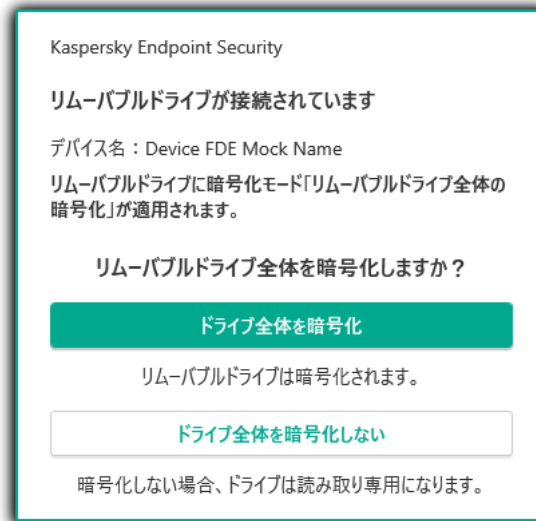 Kaspersky Endpoint Security
リムーバブルドライブが接続されています
デバイス名：Device FDE Mock Name
リムーバブルドライブに暗号化モード「リムーバブルドライブ全体の
暗号化」が適用されます。
リムーバブルドライブ全体を暗号化しますか？
ドライブ全体を暗号化
リムーバブルドライブは暗号化されます。
ドライブ全体を暗号化しない
暗号化しない場合、ドライブは読み取り専用になります。